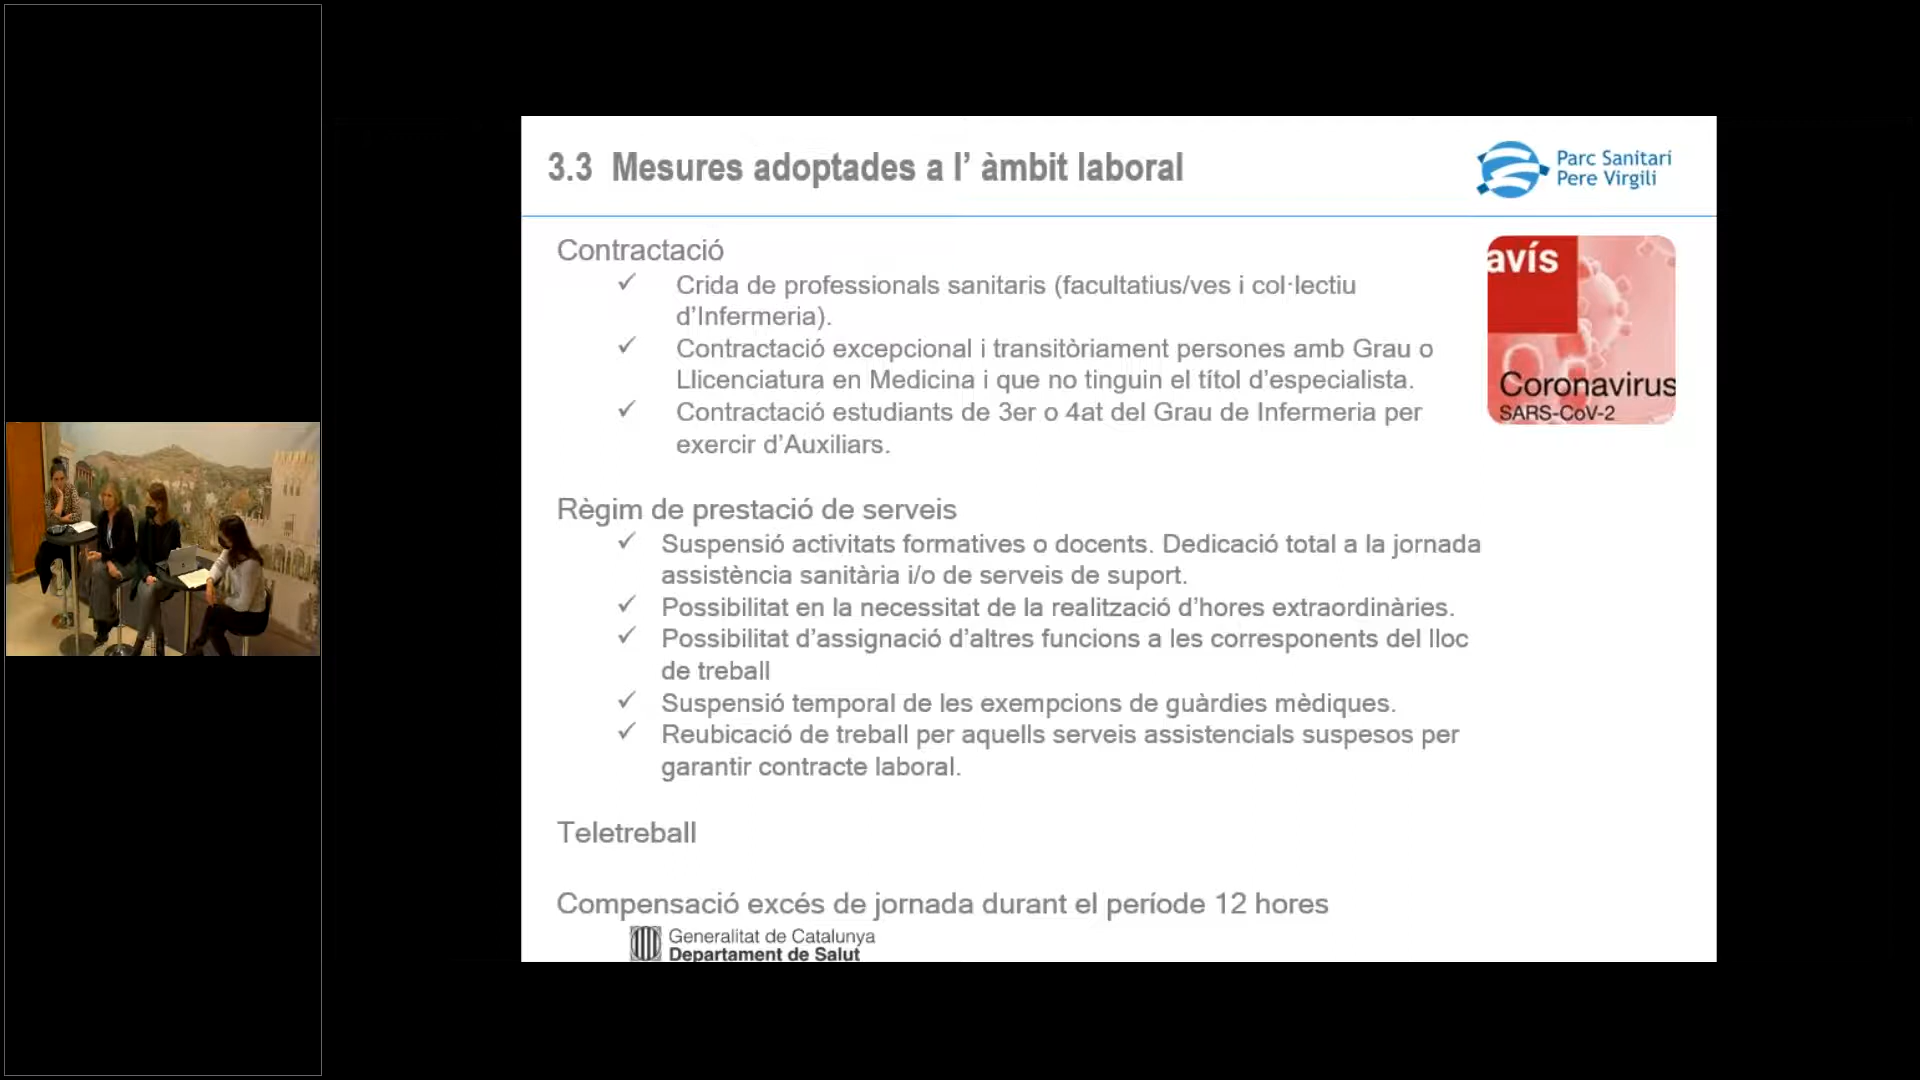 3.3 Mesures adoptades a l’ àmbit laboral
Parc Sanitari
Pere Virgili
Contractació
✓ Crida de professionals sanitaris (facultatius/ves i col·lectiu
d’Infermeria).
✓ Contractació excepcional i transitòriament persones amb Grau o
Llicenciatura en Medicina i que no tinguin el títol d’especialista.
✓ Contractació estudiants de 3er o 4at del Grau de Infermeria per
exercir d’Auxiliars.
avís
Coronavirus
SARS-CoV-2
Règim de prestació de serveis
✓ Suspensió activitats formatives o docents. Dedicació total a la jornada
assistència sanitària i/o de serveis de suport.
✓ Possibilitat en la necessitat de la realització d’hores extraordinàries.
✓ Possibilitat d’assignació d’altres funcions a les corresponents del lloc
de treball
✓ Suspensió temporal de les exempcions de guàrdies mèdiques.
✓ Reubicació de treball per aquells serveis assistencials suspesos per
garantir contracte laboral.
Teletreball
Compensació excés de jornada durant el període 12 hores
Generalitat de Catalunya
Departament de Salut